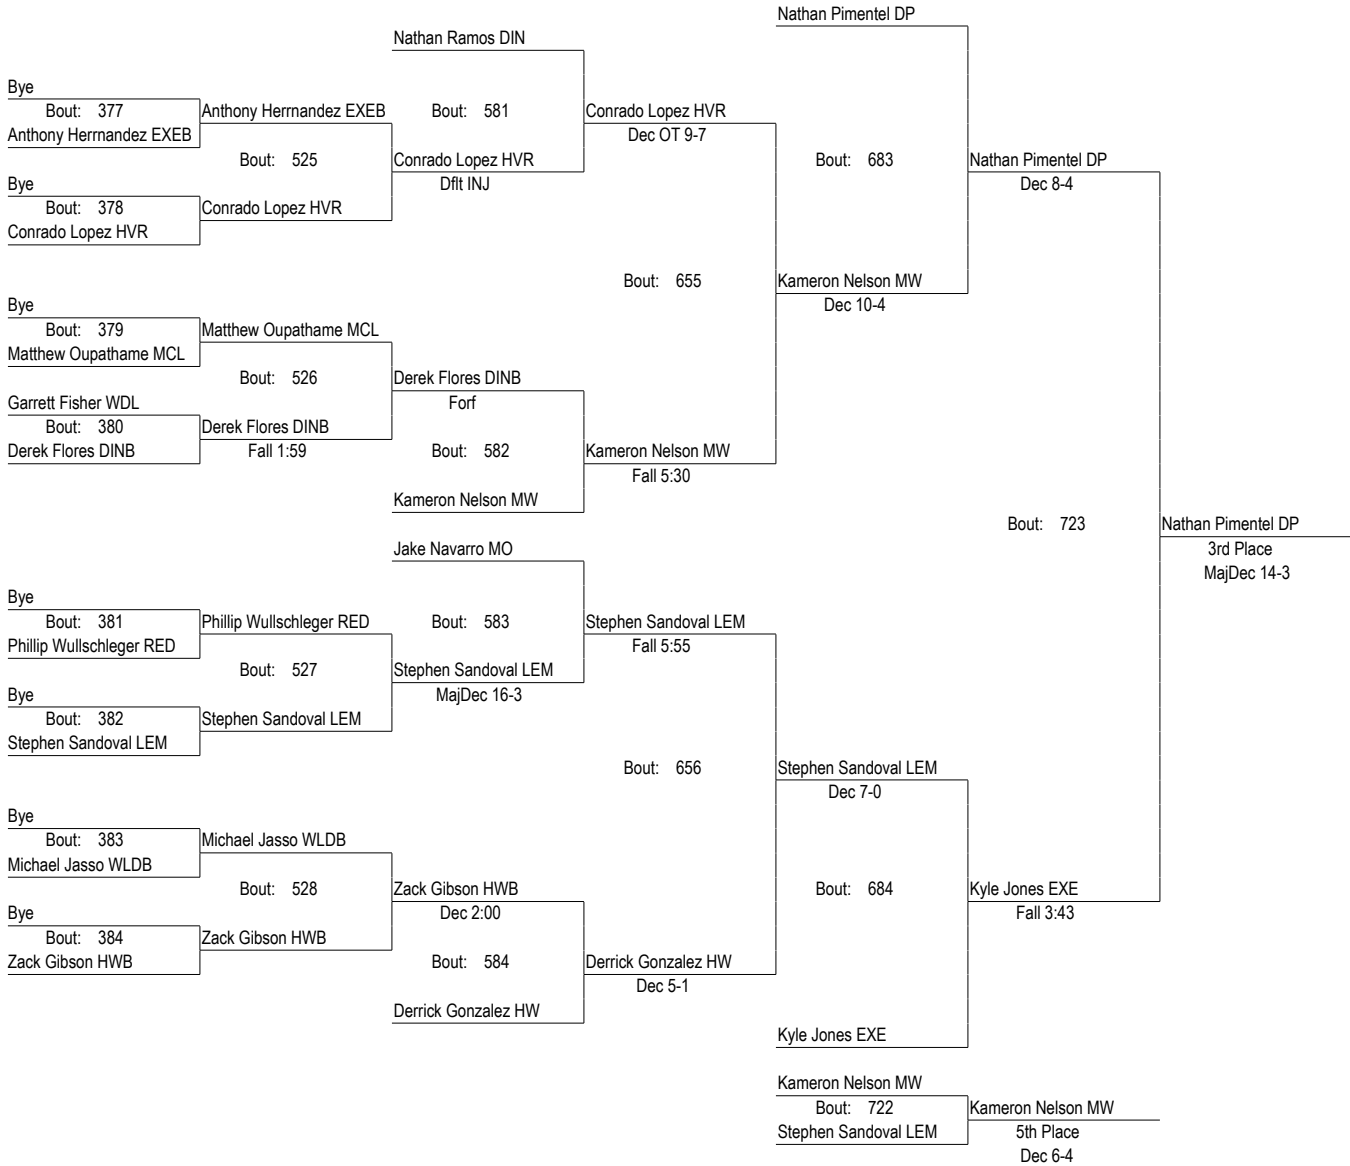 Nathan Pimentel DP
Nathan Ramos DIN
Bye
Bout: 377
Anthony Herrnandez EXEB
Anthony Herrnandez EXEB
Bout: 581
Conrado Lopez HVR
Dec OT 9-7
Bout: 525
Conrado Lopez HVR
Dflt INJ
Bout: 683
Nathan Pimentel DP
Dec 8-4
Bye
Bout: 378
Conrado Lopez HVR
Conrado Lopez HVR
Bout: 655
Kameron Nelson MW
Dec 10-4
Bye
Bout: 379
Matthew Oupathame MCL
Matthew Oupathame MCL
Bout: 526
Derek Flores DINB
Forf
Garrett Fisher WDL
Bout: 380
Derek Flores DINB
Derek Flores DINB
Fall 1:59
Bout: 582
Kameron Nelson MW
Fall 5:30
Kameron Nelson MW
Bout: 723
Nathan Pimentel DP
3rd Place
MajDec 14-3
Jake Navarro MO
Bye
Bout: 381
Phillip Wullschleger RED
Phillip Wullschleger RED
Bout: 583
Stephen Sandoval LEM
Fall 5:55
Bout: 527
Stephen Sandoval LEM
MajDec 16-3
Bye
Bout: 382
Stephen Sandoval LEM
Stephen Sandoval LEM
Bout: 656
Stephen Sandoval LEM
Dec 7-0
Bye
Bout: 383
Michael Jasso WLDB
Michael Jasso WLDB
Bout: 528
Zack Gibson HWB
Dec 2:00
Bout: 684
Kyle Jones EXE
Fall 3:43
Bye
Bout: 384
Zack Gibson HWB
Zack Gibson HWB
Bout: 584
Derrick Gonzalez HW
Dec 5-1
Derrick Gonzalez HW
Kyle Jones EXE
Kameron Nelson MW
Bout: 722
Stephen Sandoval LEM
Kameron Nelson MW
5th Place
Dec 6-4